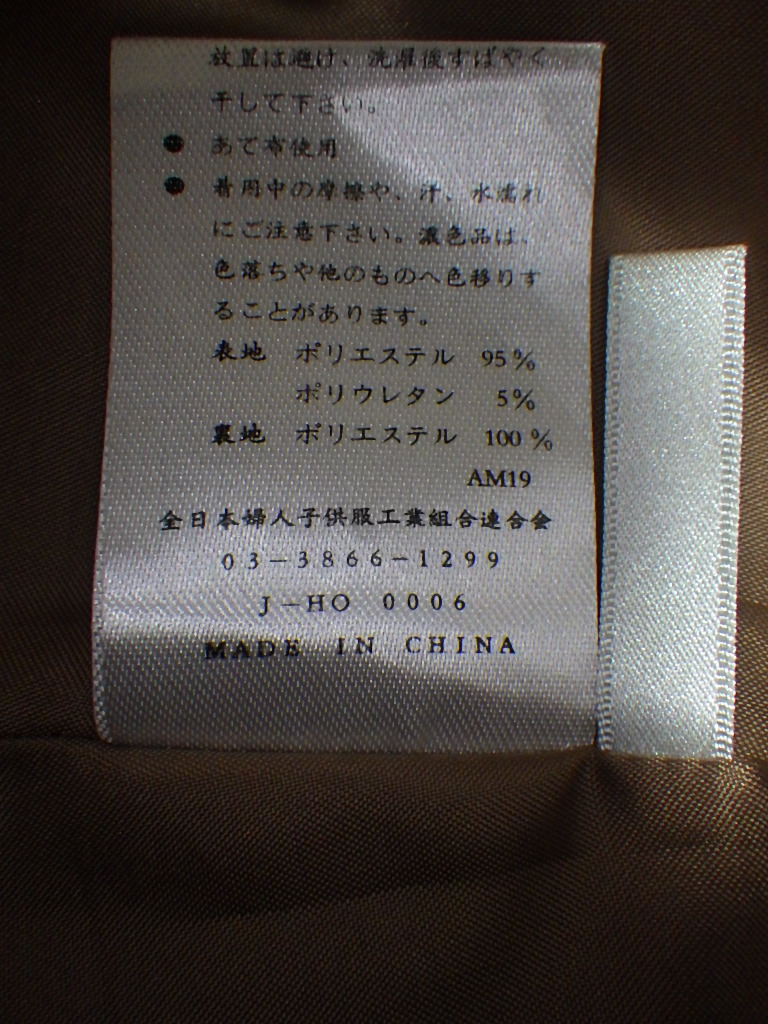 放置は避け、洗濯後すばやく
干して下さい。
● あて布使用
● 着用中の摩擦や、汗、水濡れ
にご注意下さい。濃色品は、
色落ちや他のものへ色移りす
ることがあります。
表地 ポリエステル 95%
ポリウレタン 5%
裏地 ポリエステル 100%
AM19
全日本婦人子供服工業組合連合会
03-3866-1299
J-HO 0006
MADE IN CHINA